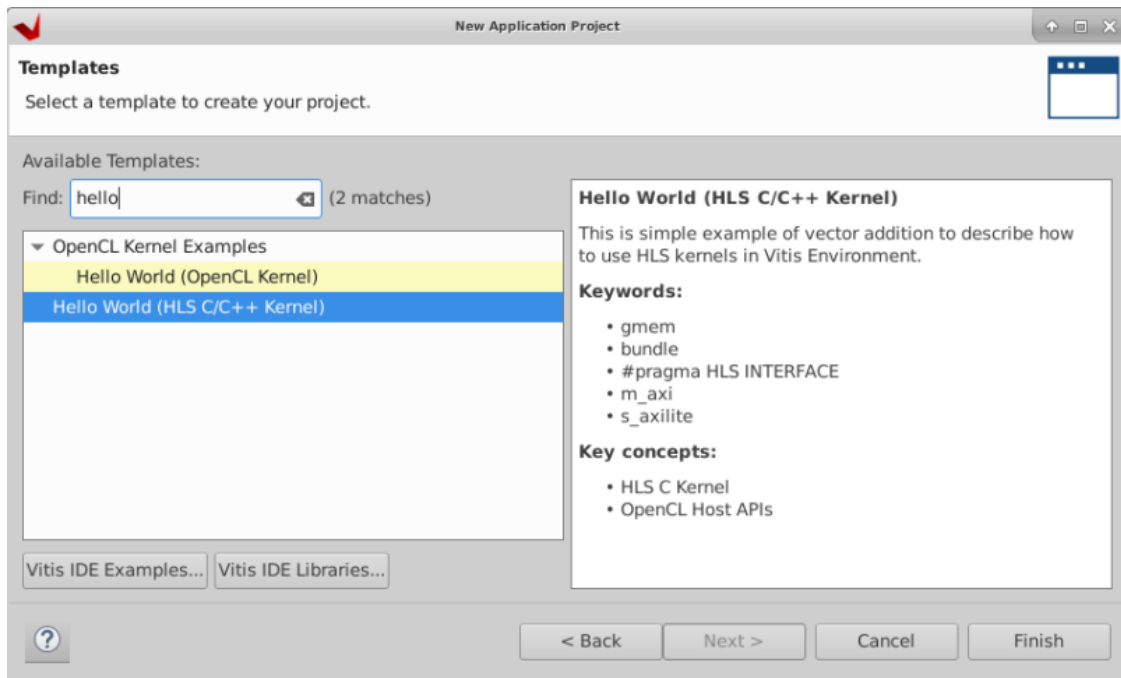 New Application Project
Templates
Select a template to create your project.
Available Templates:
Find: hello (2 matches)
OpenCL Kernel Examples
Hello World (OpenCL Kernel)
Hello World (HLS C/C++ Kernel)
Vitis IDE Examples... Vitis IDE Libraries...
Hello World (HLS C/C++ Kernel)
This is simple example of vector addition to describe how
to use HLS kernels in Vitis Environment.
Keywords:
• gmem
• bundle
• #pragma HLS INTERFACE
• m_axi
• s_axilite
Key concepts:
• HLS C Kernel
• OpenCL Host APIs
? < Back Next > Cancel Finish